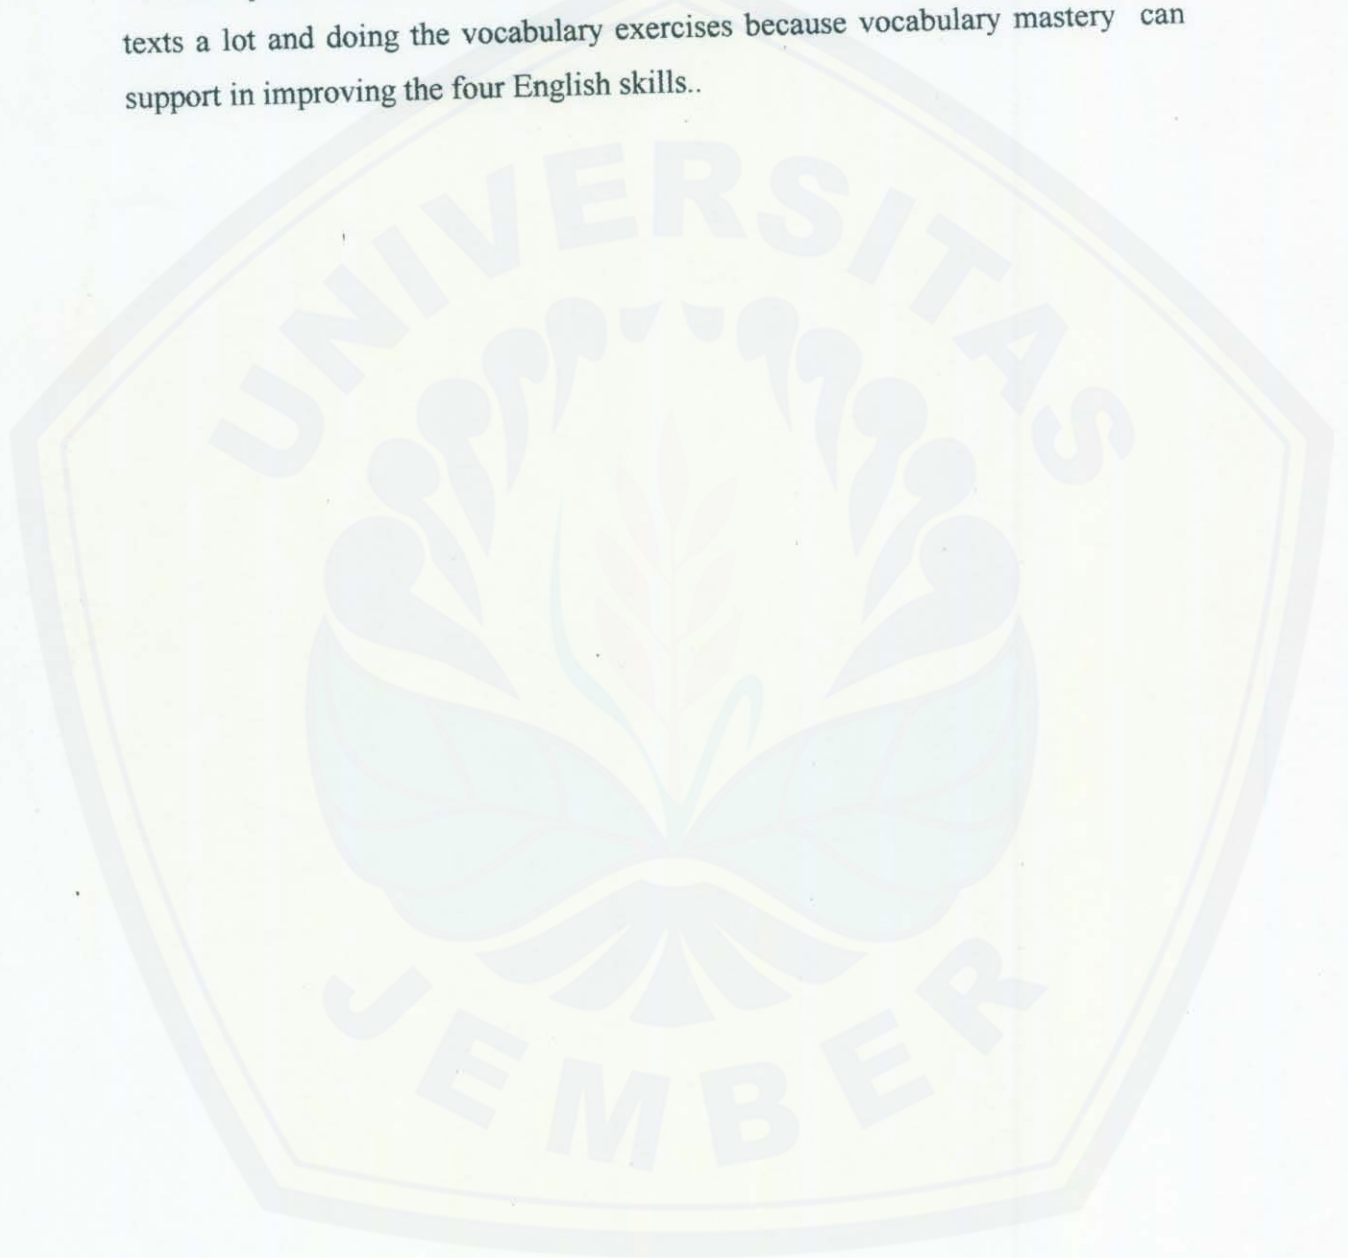 texts a lot and doing the vocabulary exercises because vocabulary mastery can
support in improving the four English skills..
UNIVERSITAS
JEMBER